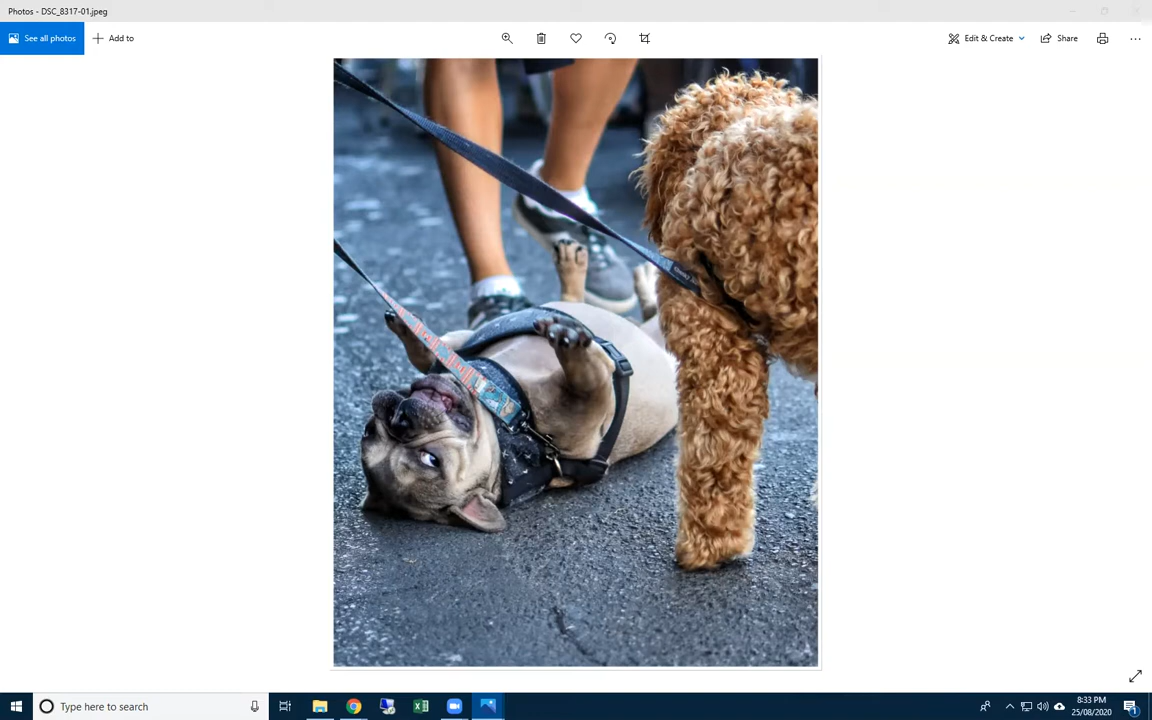 Photos - DSC_8317-01.jpeg
See all photos
Add to
Edit & Create
Share
Type here to search
8:33 PM
25/08/2020
1